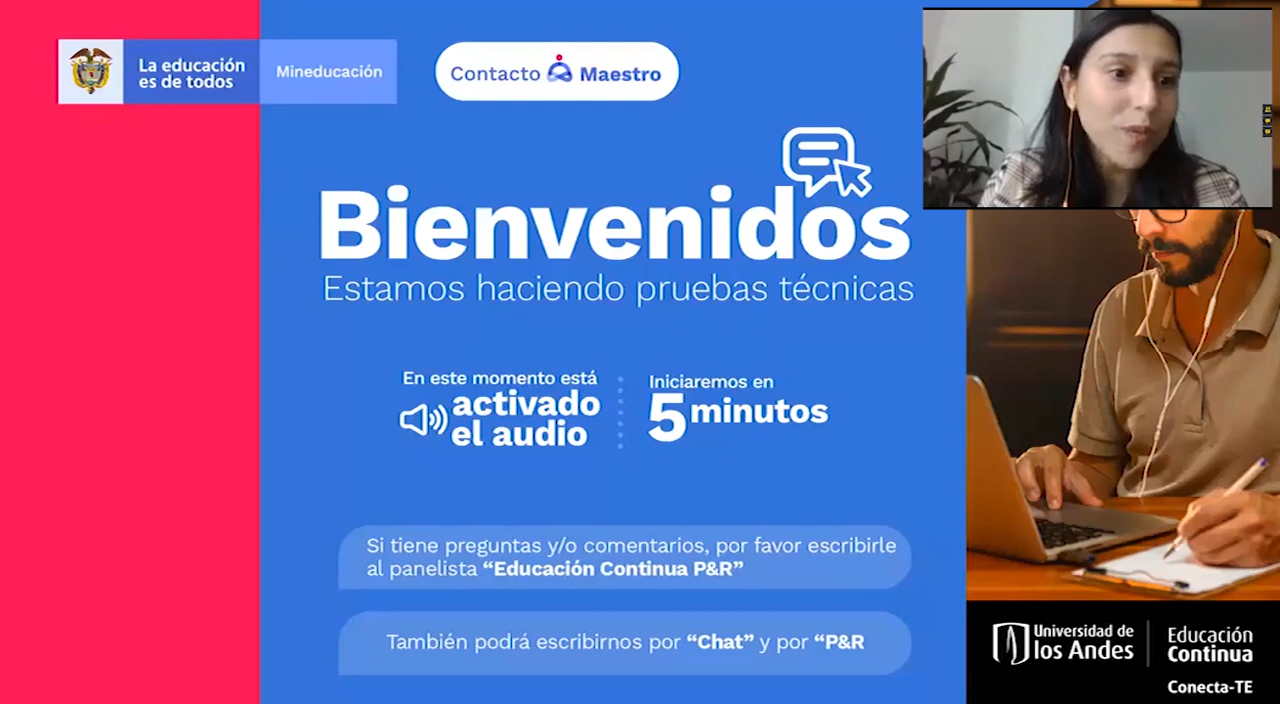 La educación
es de todos
Mineducación
Contacto Maestro
Bienvenidos
Estamos haciendo pruebas técnicas
En este momento está
activado
el audio
Iniciaremos en
5 minutos
Si tiene preguntas y/o comentarios, por favor escribirle
al panelista “Educación Continua P&R”
También podrá escribirnos por “Chat” y por “P&R
Universidad de
los Andes
Educación
Continua
Conecta-TE